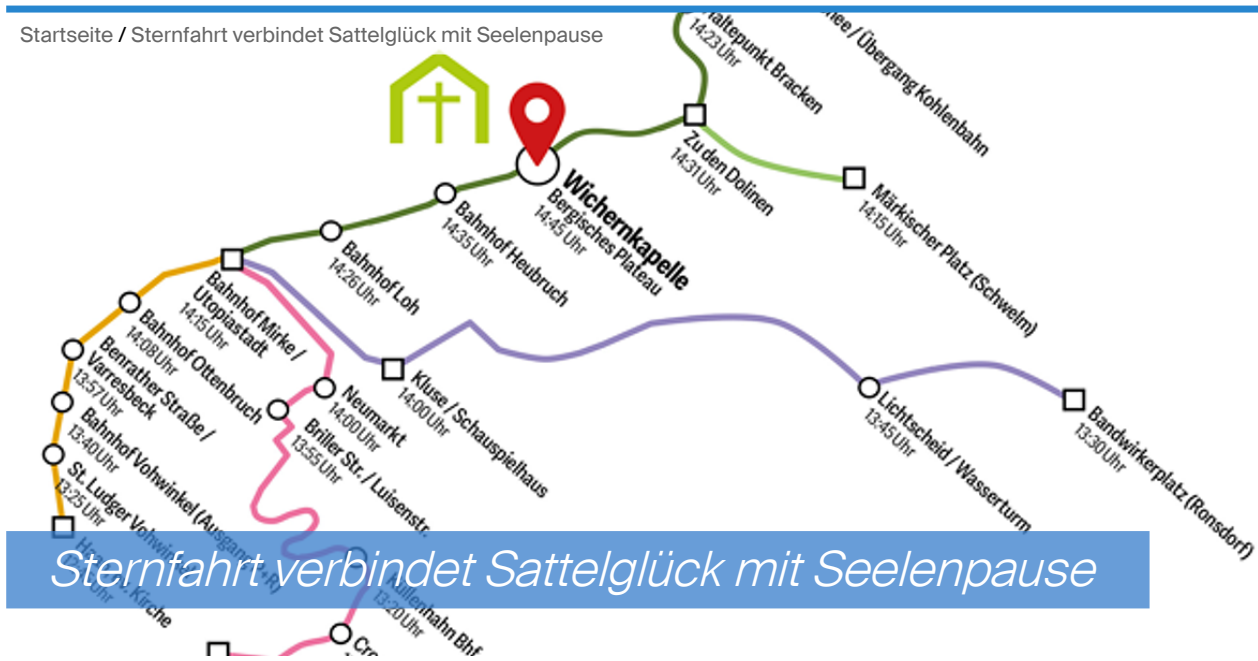 Startseite / Sternfahrt verbindet Sattelglück mit Seelenpause
Bracken
14:23 Uhr
/ Übergang Kohlenbahn
Zu den Dolinen
14:31 Uhr
Märkischer Platz (Schwelm)
14:15 Uhr
Wichernkapelle
Bergisches Plateau
14:45 Uhr
Bahnhof Heubruch
14:35 Uhr
Bahnhof Loh
14:26 Uhr
Bahnhof Mirke /
Utopiastadt
14:15 Uhr
Bahnhof Ottenbruch
14:08 Uhr
Benrather Straße /
Varresbeck
13:57 Uhr
Bahnhof Vohwinkel (Ausgang
13:40 Uhr
St. Ludger Vohwinkel
13:25 Uhr
Kirche
Uhr
Neumarkt
14:00 Uhr
Briller Str. / Luisenstr.
13:55 Uhr
Kluse / Schauspielhaus
14:00 Uhr
Lichtscheid / Wasserturm
13:45 Uhr
Bandwirkerplatz (Ronsdorf)
13:30 Uhr
Sternfahrt verbindet Sattelglück mit Seelenpause
Küllenhahn Bhf
13:20 Uhr